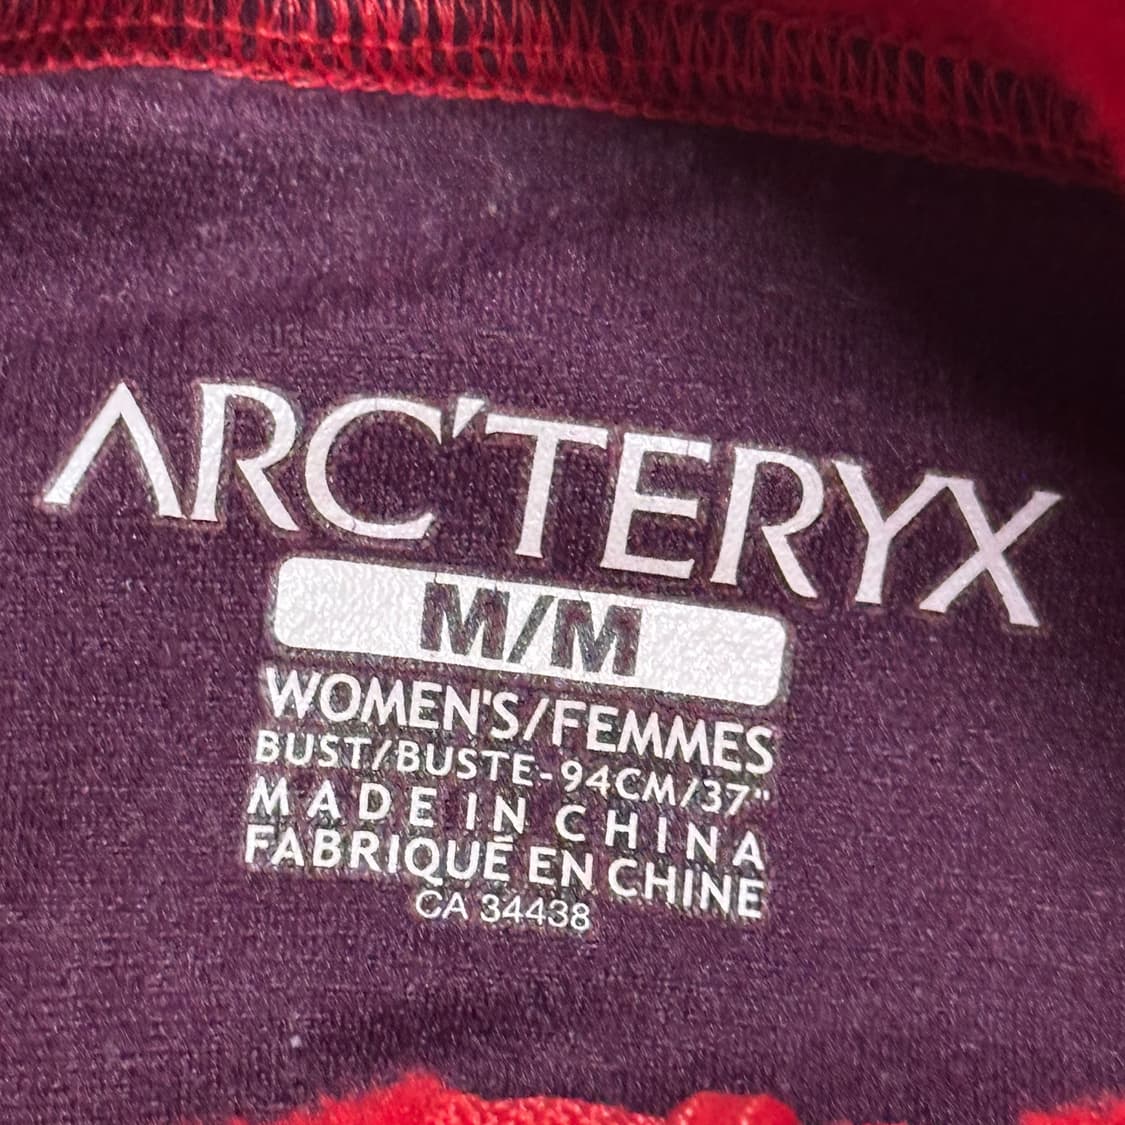 ARC'TERYX
M/M
WOMEN'S/FEMMES
BUST/BUSTE-94CM/37"
MADE IN CHINA
FABRIQUÉ EN CHINE
CA 34438